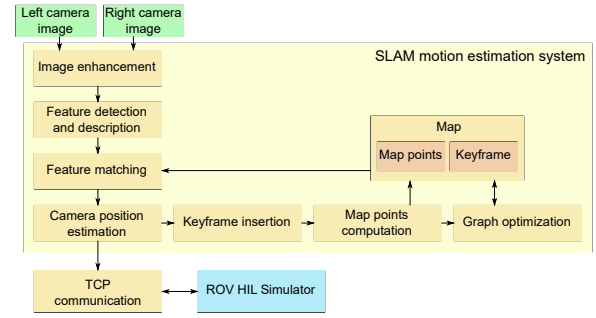 Left camera
image
Right camera
image
SLAM motion estimation system
Image enhancement
Feature detection
and description
Map
Map points
Keyframe
Feature matching
Camera position
estimation
Keyframe insertion
Map points
computation
Graph optimization
TCP
communication
ROV HIL Simulator